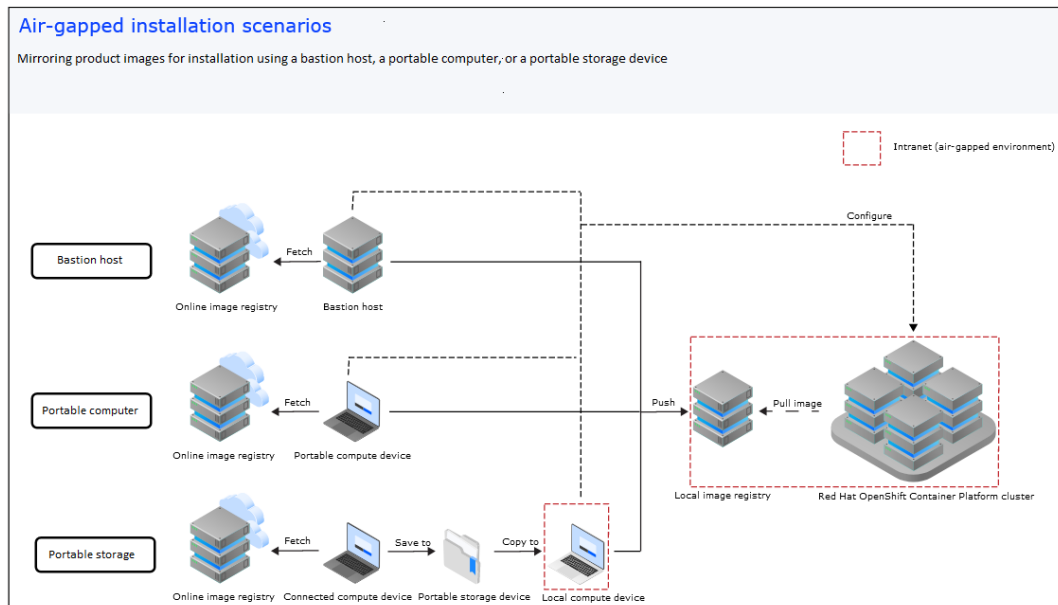 Air-gapped installation scenarios
Mirroring product images for installation using a bastion host, a portable computer, or a portable storage device
Intranet (air-gapped environment)
Configure
Bastion host
Fetch
Online image registry
Bastion host
Portable computer
Fetch
Push
Pull image
Online image registry
Portable compute device
Local image registry
Red Hat OpenShift Container Platform cluster
Portable storage
Fetch
Save to
Copy to
Online image registry
Connected compute device
Portable storage device
Local compute device